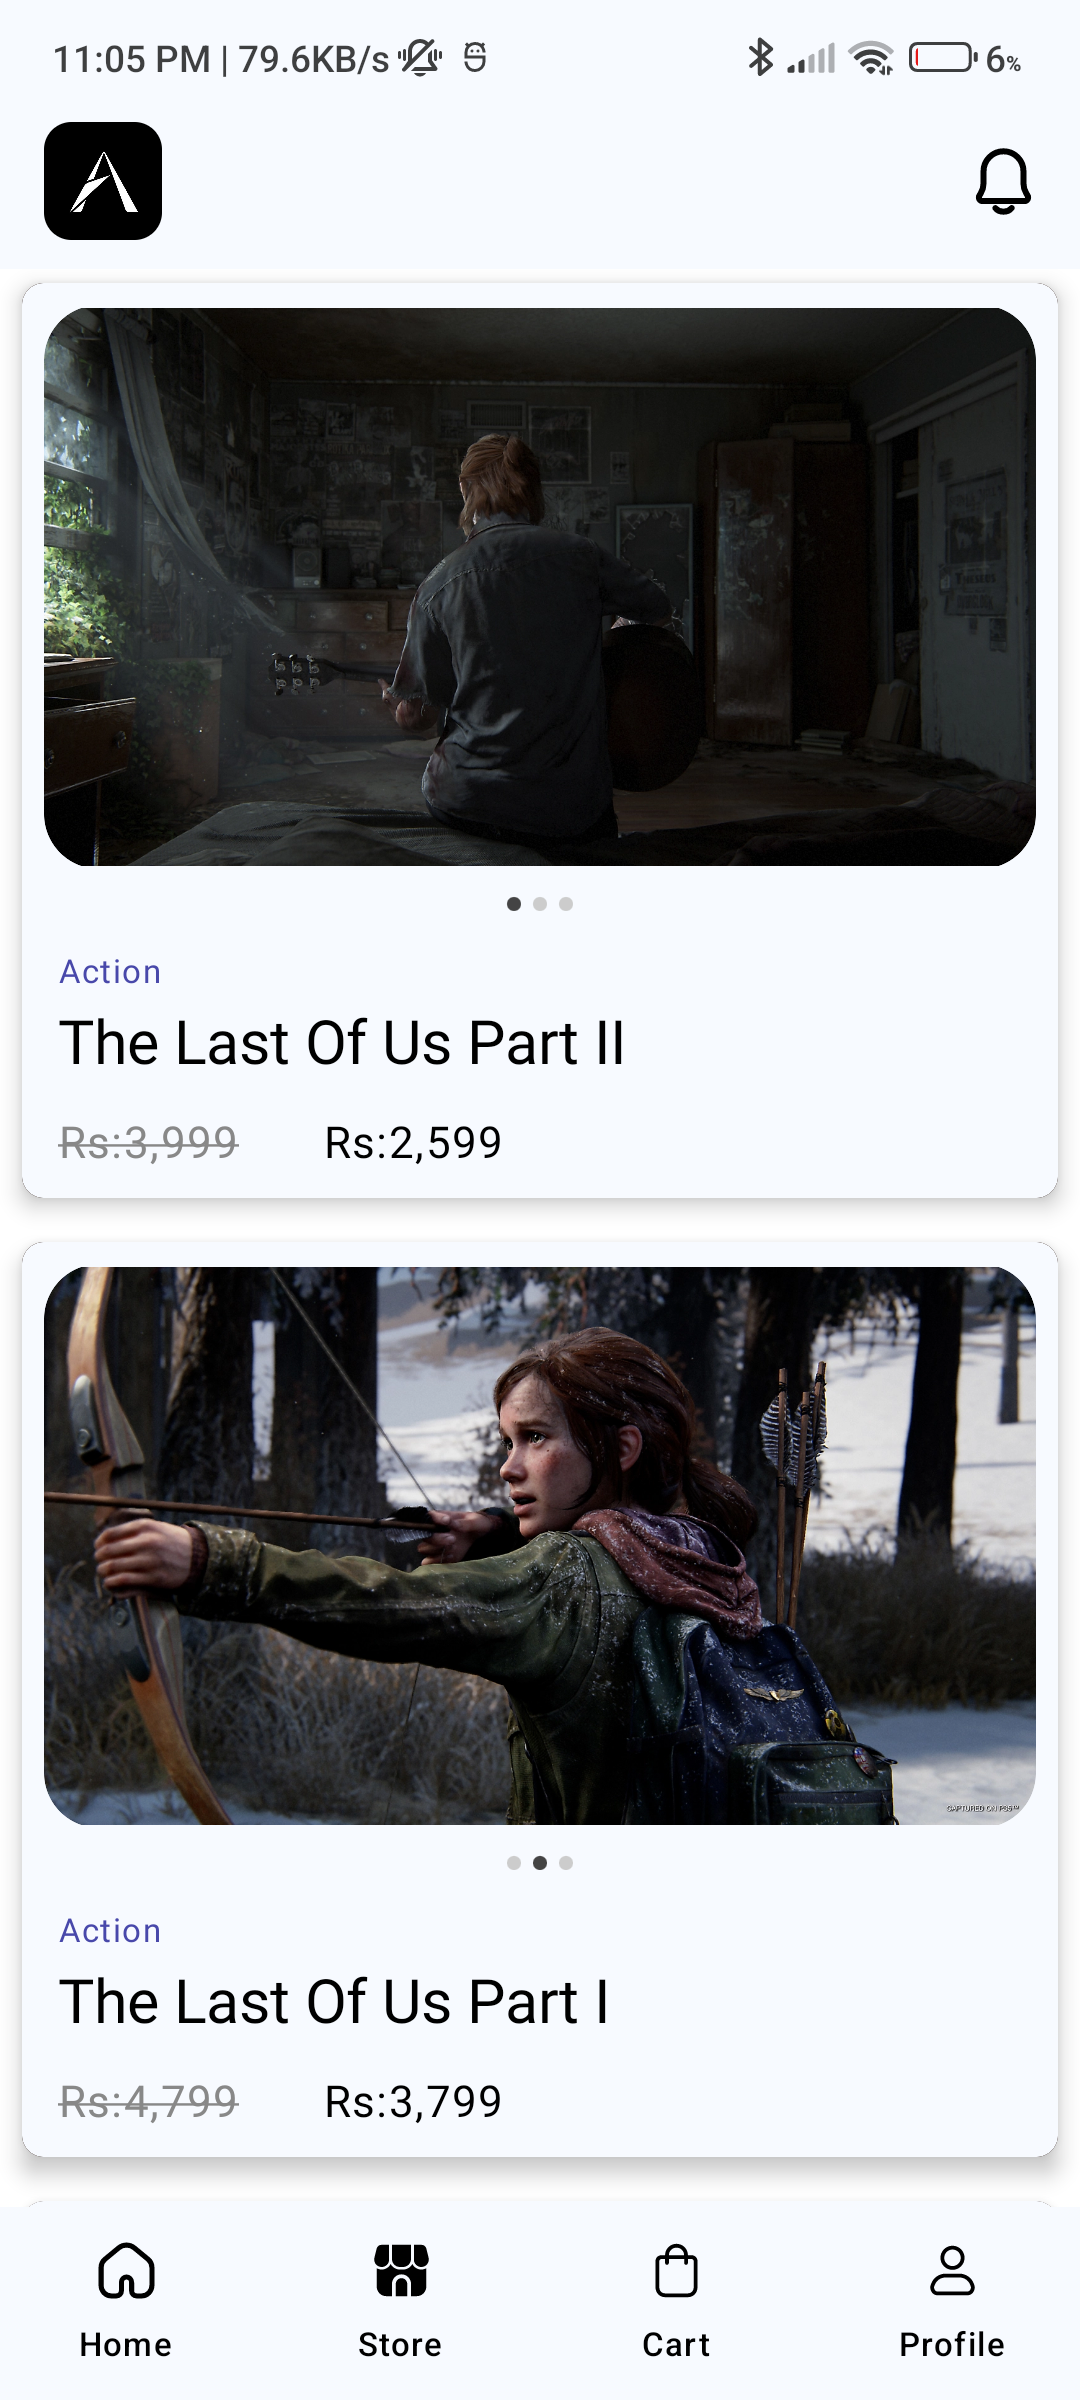 11:05 PM | 79.6KB/s 6%
Action
The Last Of Us Part II
Rs:3,999 Rs:2,599
CAPTURED ON PS5™
Action
The Last Of Us Part I
Rs:4,799 Rs:3,799
Home Store Cart Profile